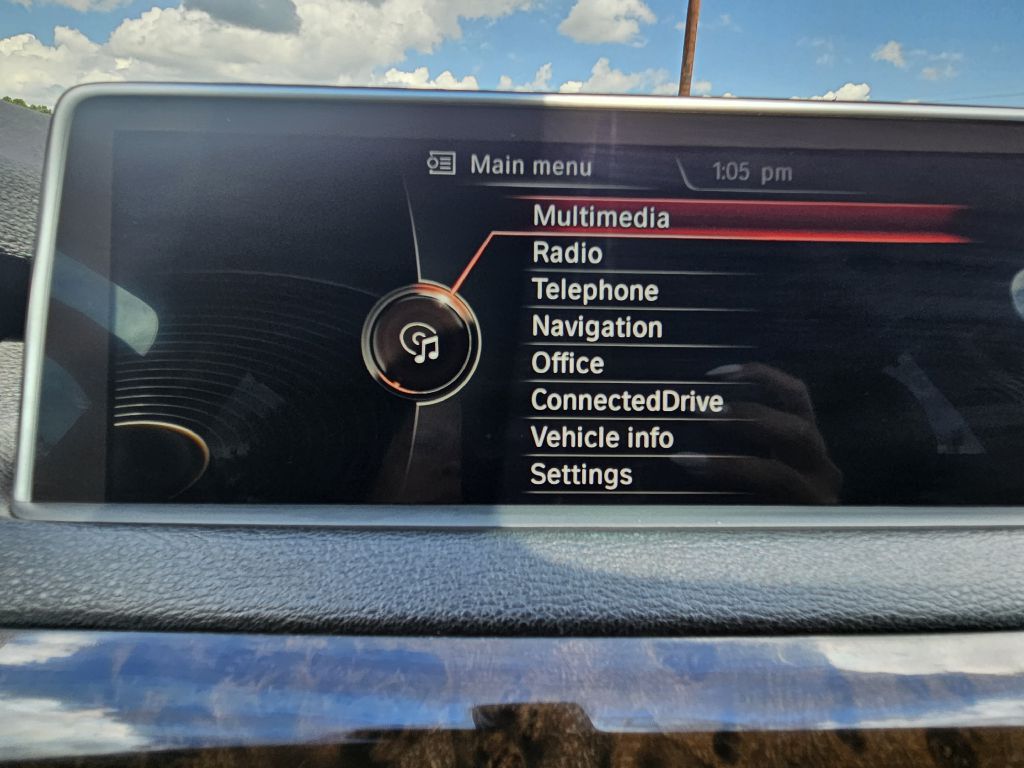 Main menu
1:05 pm
Multimedia
Radio
Telephone
Navigation
Office
ConnectedDrive
Vehicle info
Settings